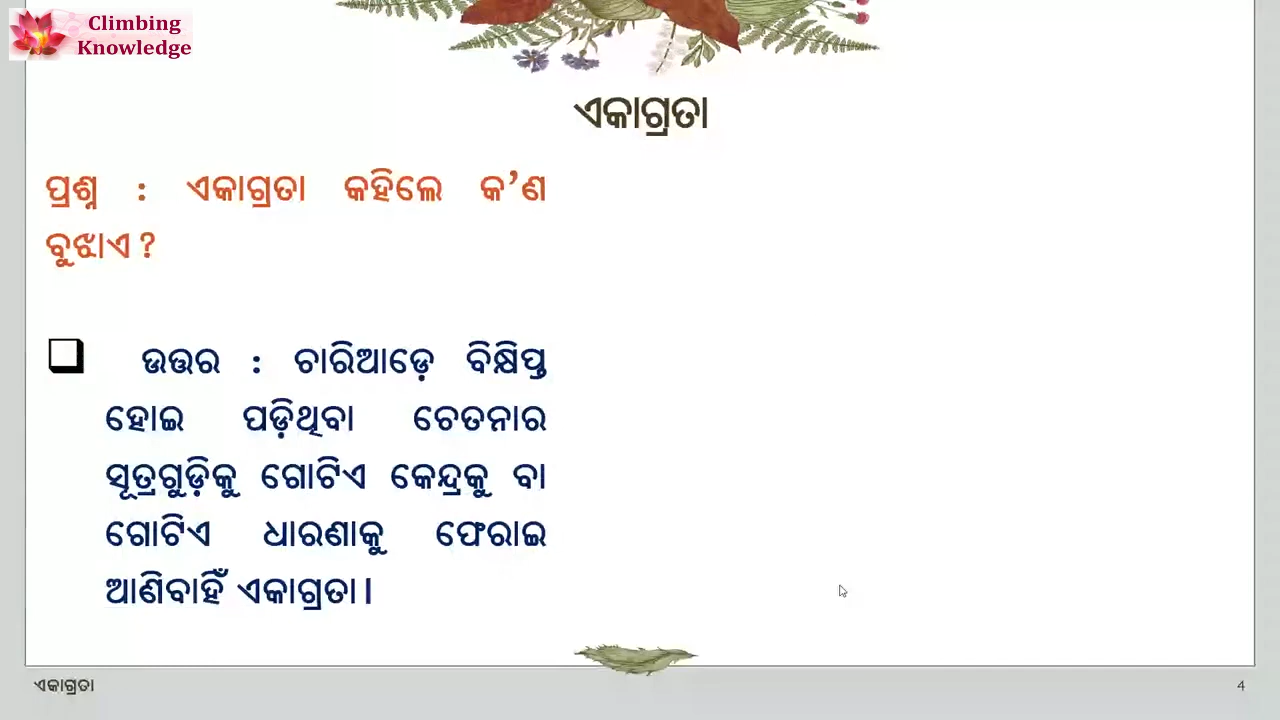 Climbing
Knowledge
ଏକାଗ୍ରତା
ପ୍ରଶ୍ନ : ଏକାଗ୍ରତା କହିଲେ କ'ଣ
ବୁଝାଏ ?
ଉତ୍ତର : ଚାରିଆଡ଼େ ବିକ୍ଷିପ୍ତ
ହୋଇ ପଡ଼ିଥିବା ଚେତନାର
ସୂତ୍ରଗୁଡ଼ିକୁ ଗୋଟିଏ କେନ୍ଦ୍ରକୁ ବା
ଗୋଟିଏ ଧାରଣାକୁ ଫେରାଇ
ଆଣିବାହିଁ ଏକାଗ୍ରତା ।
ଏକାଗ୍ରତା 4